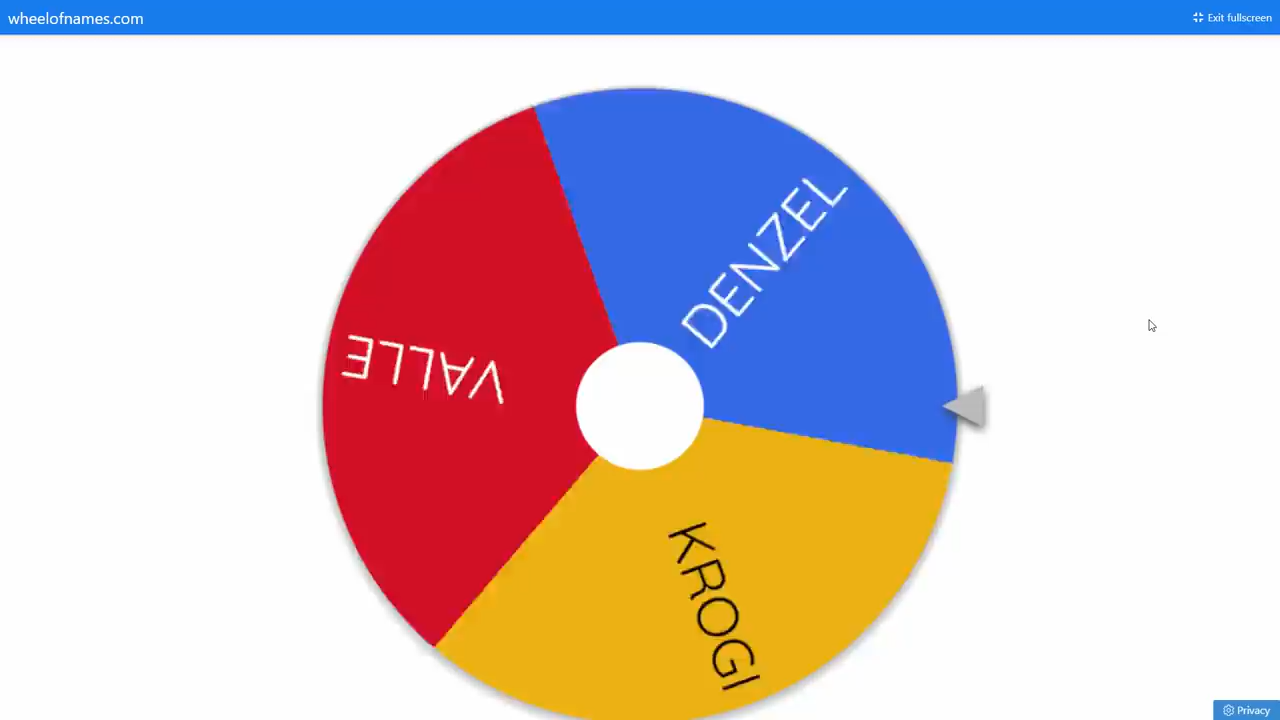 wheelofnames.com
Exit fullscreen
DENZEL
VALLE
KROGI
Privacy